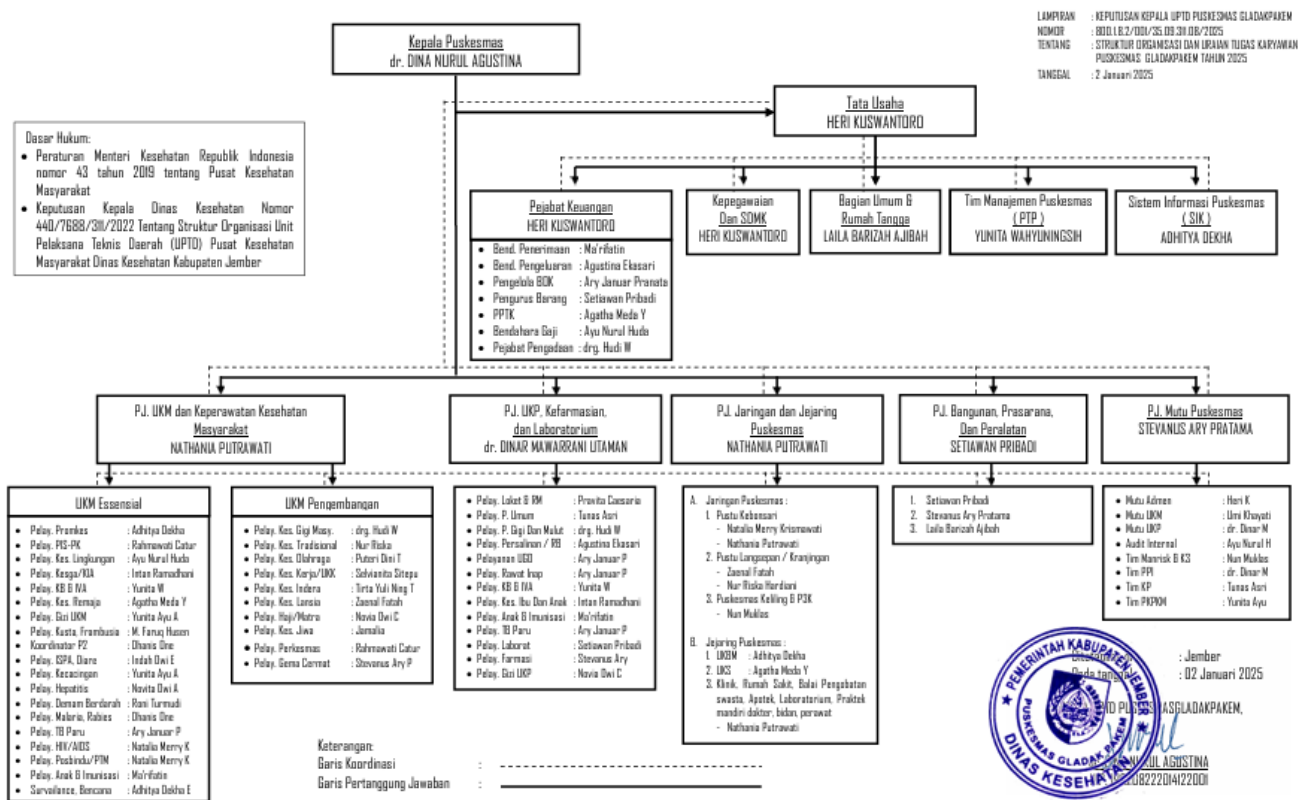 LAMPIRAN : KEPUTUSAN KEPALA UPTD PUSKESMAS GLADAKPAKEM
NOMOR : 800.1.8.2/001/35.09.311.08/2025
TENTANG : STRUKTUR ORGANISASI DAN URAIAN TUGAS KARYAWAN
PUSKESMAS GLADAKPAKEM TAHUN 2025
TANGGAL : 2 Januari 2025
Kepala Puskesmas
dr. DINA NURUL AGUSTINA
Tata Usaha
HERI KUSWANTORO
Dasar Hukum:
• Peraturan Menteri Kesehatan Republik Indonesia
nomor 43 tahun 2019 tentang Pusat Kesehatan
Masyarakat
• Keputusan Kepala Dinas Kesehatan Nomor
440/7688/311/2022 Tentang Struktur Organisasi Unit
Pelaksana Teknis Daerah (UPTD) Pusat Kesehatan
Masyarakat Dinas Kesehatan Kabupaten Jember
Pejabat Keuangan
HERI KUSWANTORO
• Bend. Penerimaan : Ma'rifatin
• Bend. Pengeluaran : Agustina Ekasari
• Pengelola BOK : Ary Januar Pranata
• Pengurus Barang : Setiawan Pribadi
• PPTK : Agatha Meda Y
• Bendahara Gaji : Ayu Nurul Huda
• Pejabat Pengadaan : drg. Hudi W
Kepegawaian
Dan SDMK
HERI KUSWANTORO
Bagian Umum &
Rumah Tangga
LAILA BARIZAH AJIBAH
Tim Manajemen Puskesmas
( PTP )
YUNITA WAHYUNINGSIH
Sistem Informasi Puskesmas
( SIK )
ADHITYA DEKHA
PJ. UKM dan Keperawatan Kesehatan
Masyarakat
NATHANIA PUTRAWATI
PJ. UKP, Kefarmasian,
dan Laboratorium
dr. DINAR MAWARRANI UTAMAN
PJ. Jaringan dan Jejaring
Puskesmas
NATHANIA PUTRAWATI
PJ. Bangunan, Prasarana,
Dan Peralatan
SETIAWAN PRIBADI
PJ. Mutu Puskesmas
STEVANUS ARY PRATAMA
UKM Essensial
• Pelay. Promkes : Adhitya Dekha
• Pelay. PIS-PK : Rahmawati Catur
• Pelay. Kes. Lingkungan : Ayu Nurul Huda
• Pelay. Kesga/KIA : Intan Ramadhani
• Pelay. KB & IVA : Yunita W
• Pelay. Kes. Remaja : Agatha Meda Y
• Pelay. Gizi UKM : Yunita Ayu A
• Pelay. Kusta, Frambusia : M. Faruq Husen
• Koordinator P2 : Dhanis One
• Pelay. ISPA, Diare : Indah Dwi E
• Pelay. Kecacingan : Yunita Ayu A
• Pelay. Hepatitis : Novita Dwi A
• Pelay. Demam Berdarah : Roni Turmudi
• Pelay. Malaria, Rabies : Dhanis One
• Pelay. TB Paru : Ary Januar P
• Pelay. HIV/AIDS : Natalia Merry K
• Pelay. Posbindu/PTM : Natalia Merry K
• Pelay. Anak & Imunisasi : Ma'rifatin
• Survailance, Bencana : Adhitya Dekha E
UKM Pengembangan
• Pelay. Kes. Gigi Masy. : drg. Hudi W
• Pelay. Kes. Tradisional : Nur Riska
• Pelay. Kes. Olahraga : Puteri Dini T
• Pelay. Kes. Kerja/UKK : Selvianita Sitepu
• Pelay. Kes. Indera : Tirta Yuli Ning T
• Pelay. Kes. Lansia : Zaenal Fatah
• Pelay. Haji/Matra : Novia Dwi C
• Pelay. Kes. Jiwa : Jamalia
• Pelay. Perkesmas : Rahmawati Catur
• Pelay. Gema Cermat : Stevanus Ary P
• Pelay. Loket & RM : Pravita Caesaria
• Pelay. P. Umum : Tunas Asri
• Pelay. P. Gigi Dan Mulut : drg. Hudi W
• Pelay. Persalinan / RB : Agustina Ekasari
• Pelayanan UGD : Ary Januar P
• Pelay. Rawat Inap : Ary Januar P
• Pelay. KB & IVA : Yunita W
• Pelay. Kes. Ibu Dan Anak : Intan Ramadhani
• Pelay. Anak & Imunisasi : Ma'rifatin
• Pelay. TB Paru : Ary Januar P
• Pelay. Laborat : Setiawan Pribadi
• Pelay. Farmasi : Stevanus Ary
• Pelay. Gizi UKP : Novia Dwi C
A. Jaringan Puskesmas :
1. Pustu Kebonsari
- Natalia Merry Krismawati
- Nathania Putrawati
2. Pustu Langsepan / Kranjingan
- Zaenal Fatah
- Nur Riska Hardiani
3. Puskesmas Keliling & P3K
- Nun Muklas
B. Jejaring Puskesmas :
1. UKBM : Adhitya Dekha
2. UKS : Agatha Meda Y
3. Klinik, Rumah Sakit, Balai Pengobatan
swasta, Apotek, Laboratorium, Praktek
mandiri dokter, bidan, perawat
- Nathania Putrawati
1. Setiawan Pribadi
2. Stevanus Ary Pratama
3. Laila Barizah Ajibah
• Mutu Admen : Heri K
• Mutu UKM : Umi Khayati
• Mutu UKP : dr. Dinar M
• Audit Internal : Ayu Nurul H
• Tim Manrisk & K3 : Nun Muklas
• Tim PPI : dr. Dinar M
• Tim KP : Tunas Asri
• Tim PKPKM : Yunita Ayu
: Jember
Pada tanggal : 02 Januari 2025
PEMERINTAH KABUPATEN JEMBER
PUSKESMAS GLADAK PAKEM
DINAS KESEHATAN
AGUSTINA
Keterangan:
Garis Koordinasi :
Garis Pertanggung Jawaban :